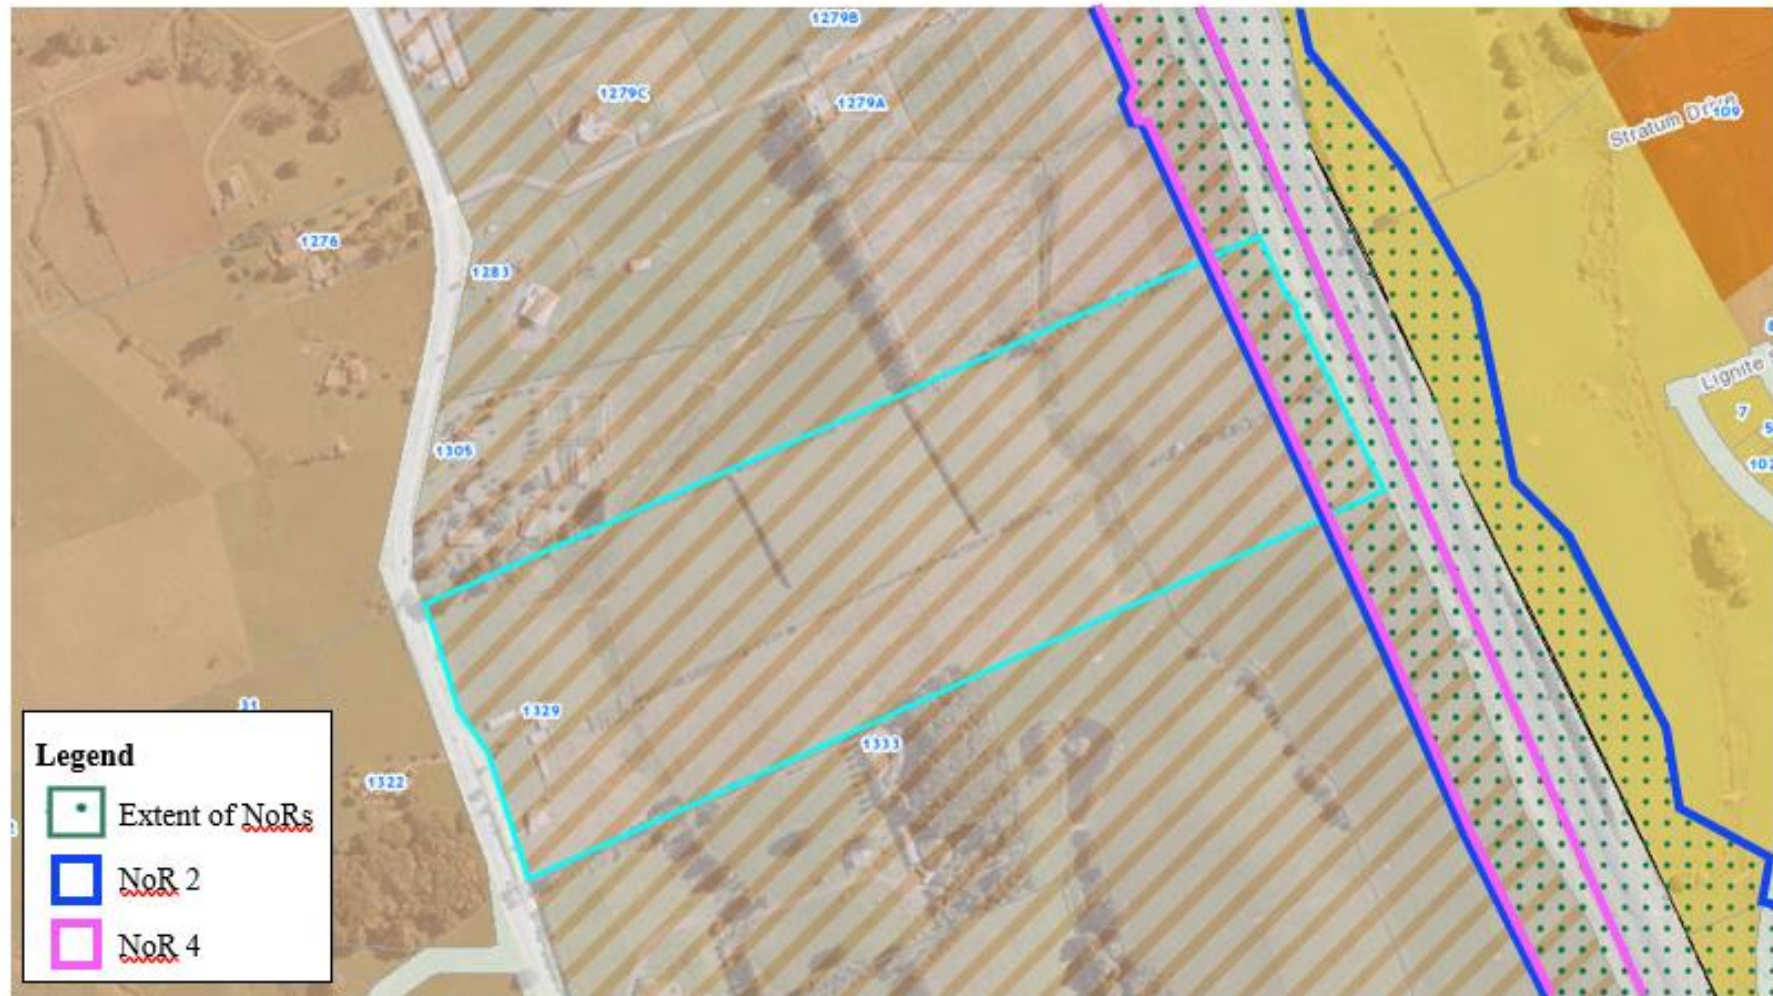 1279B
1279C
1279A
Stratum Drive
109
1276
1283
Lignite
7
1305
102
31
1329
1333
1322
Legend
Extent of NoRs
NoR 2
NoR 4